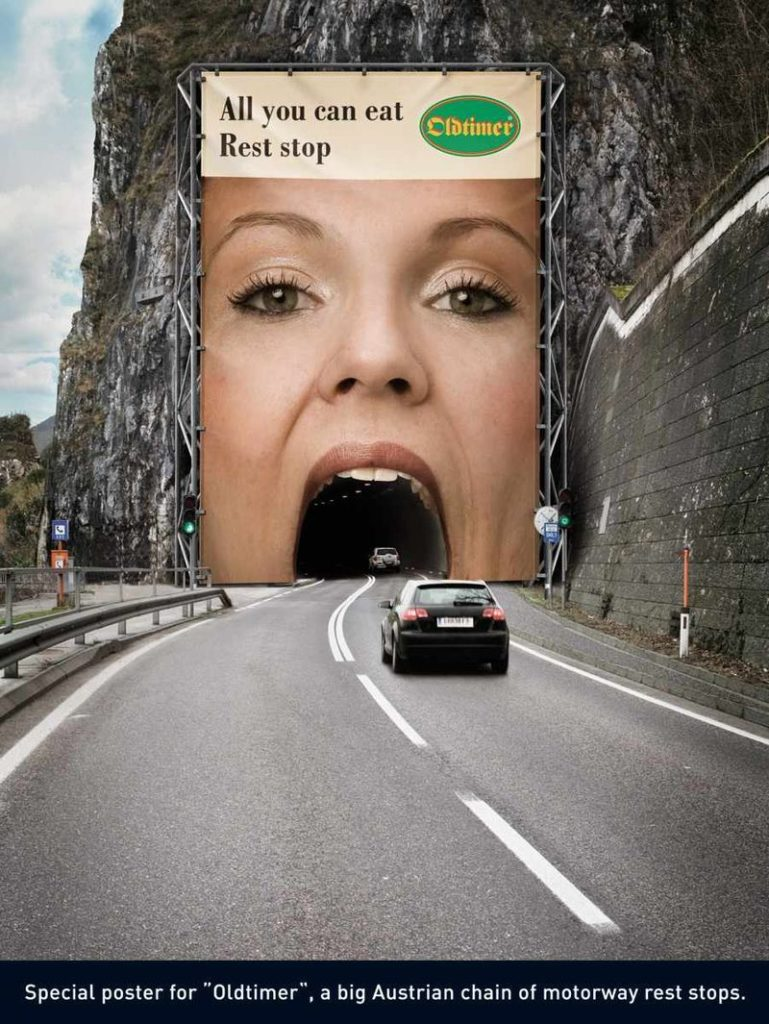 All you can eat
Rest stop
Oldtimer
Special poster for ”Oldtimer”, a big Austrian chain of motorway rest stops.